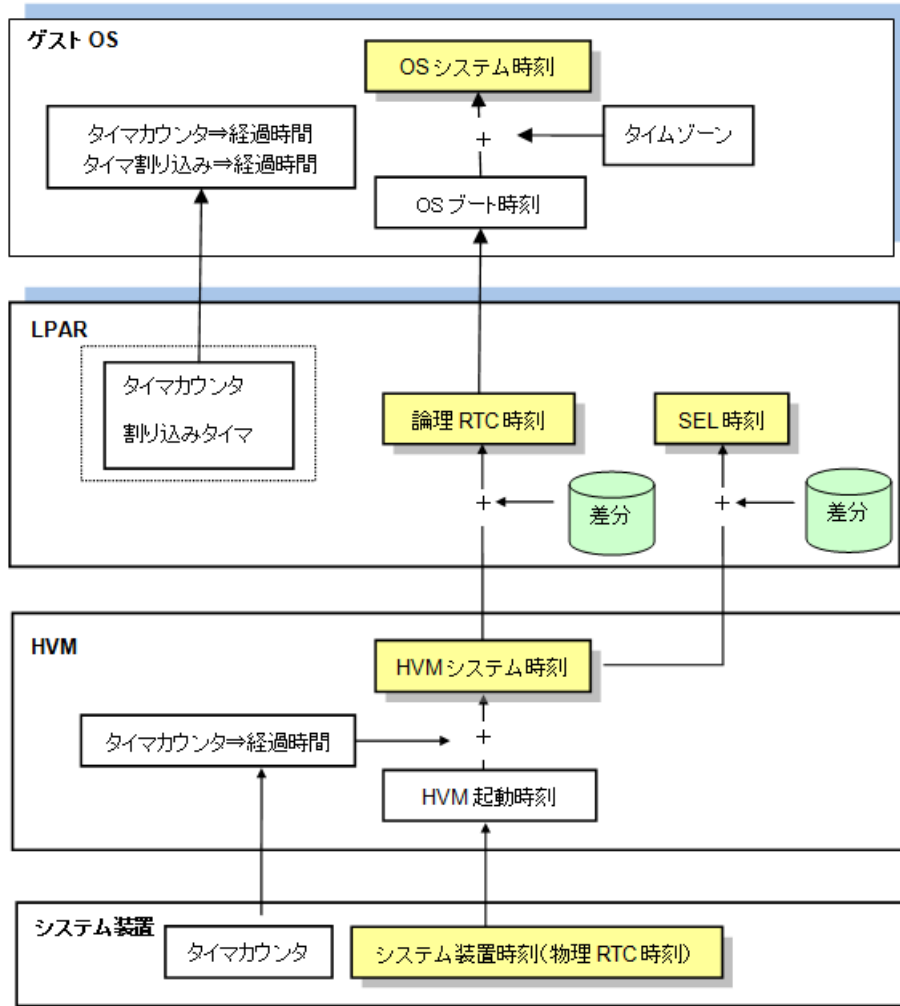 ゲスト OS
OS システム時刻
タイマカウンタ⇒経過時間
タイマ割り込み⇒経過時間
+
タイムゾーン
OS ブート時刻
LPAR
タイマカウンタ
割り込みタイマ
論理 RTC 時刻
SEL 時刻
+
差分
+
差分
HVM
HVM システム時刻
タイマカウンタ⇒経過時間
+
HVM 起動時刻
システム装置
タイマカウンタ
システム装置時刻(物理 RTC 時刻)